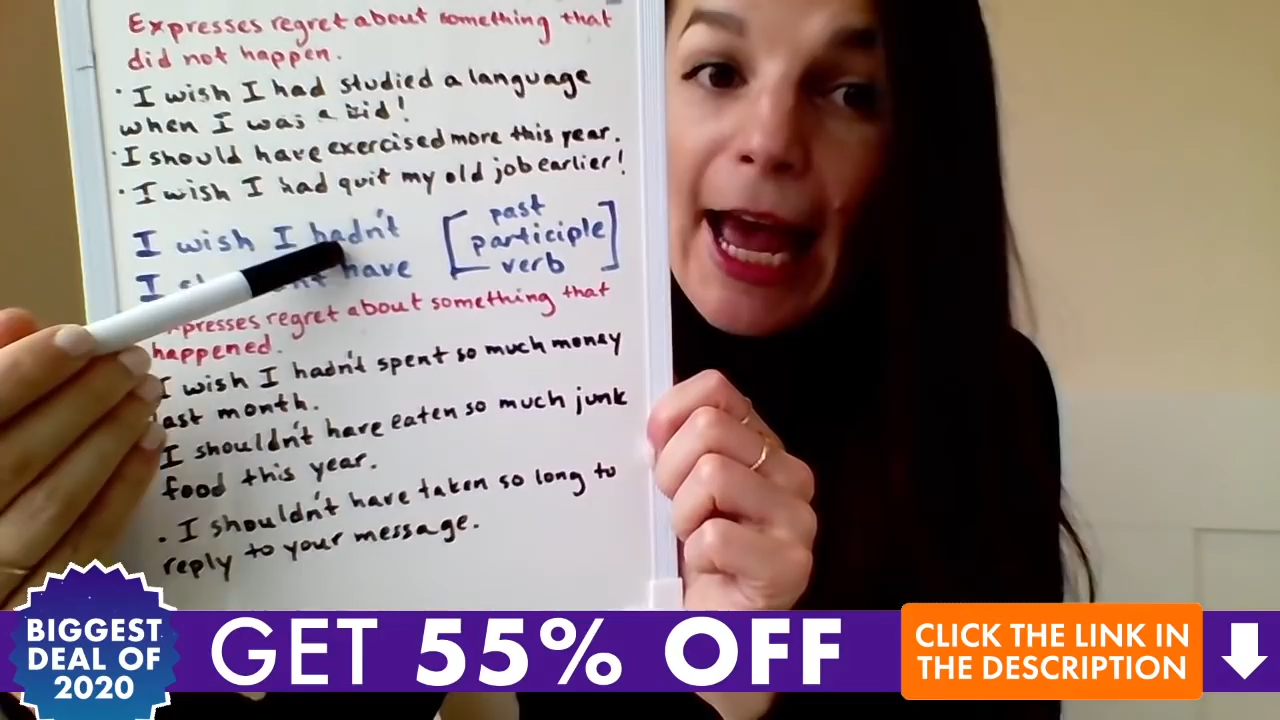 Expresses regret about something that
did not happen.
· I wish I had studied a language
when I was a kid!
· I should have exercised more this year.
· I wish I had quit my old job earlier!
I wish I hadn't
I have
[past
participle
verb]
expresses regret about something that
happened.
I wish I hadn't spent so much money
last month.
I shouldn't have eaten so much junk
food this year.
. I shouldn't have taken so long to
reply to your message.
BIGGEST
DEAL OF
2020
GET 55% OFF
CLICK THE LINK IN
THE DESCRIPTION